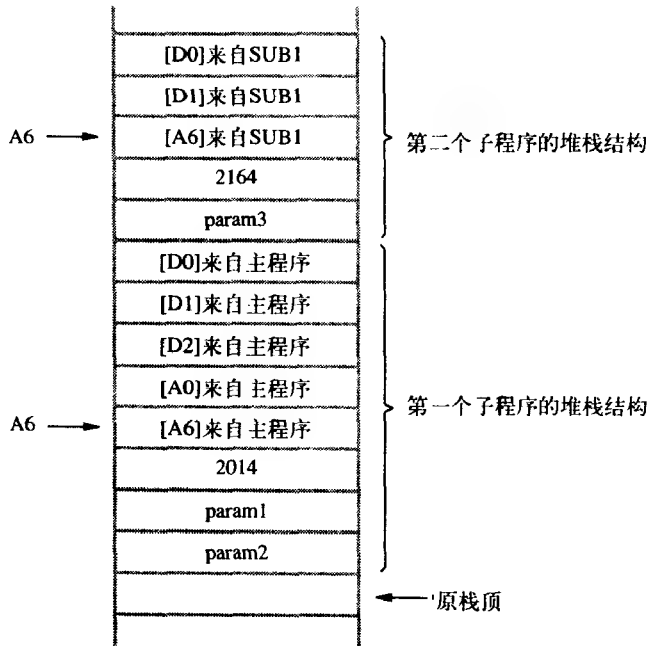 [D0]来自SUB1
[D1]来自SUB1
A6
[A6]来自SUB1
第二个子程序的堆栈结构
2164
param3
[D0]来自主程序
[D1]来自主程序
[D2]来自主程序
[A0]来自主程序
第一个子程序的堆栈结构
A6
[A6]来自主程序
2014
param1
param2
原栈顶